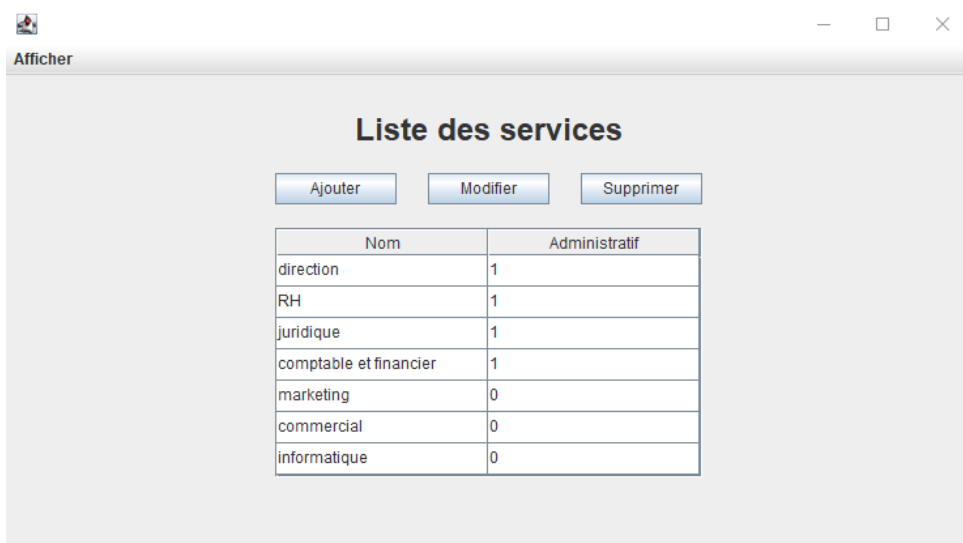 Afficher
Liste des services
Ajouter Modifier Supprimer
Nom Administratif
direction 1
RH 1
juridique 1
comptable et financier 1
marketing 0
commercial 0
informatique 0